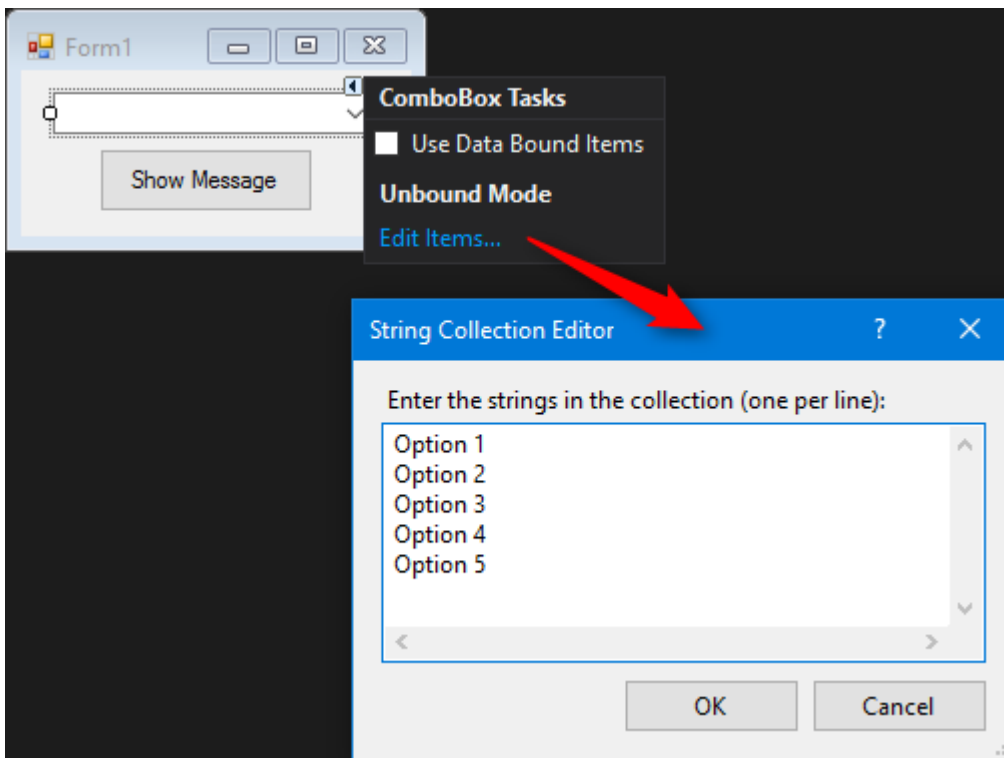 Form1
ComboBox Tasks
Use Data Bound Items
Show Message
Unbound Mode
Edit Items...
String Collection Editor
?
Enter the strings in the collection (one per line):
Option 1
Option 2
Option 3
Option 4
Option 5
OK
Cancel